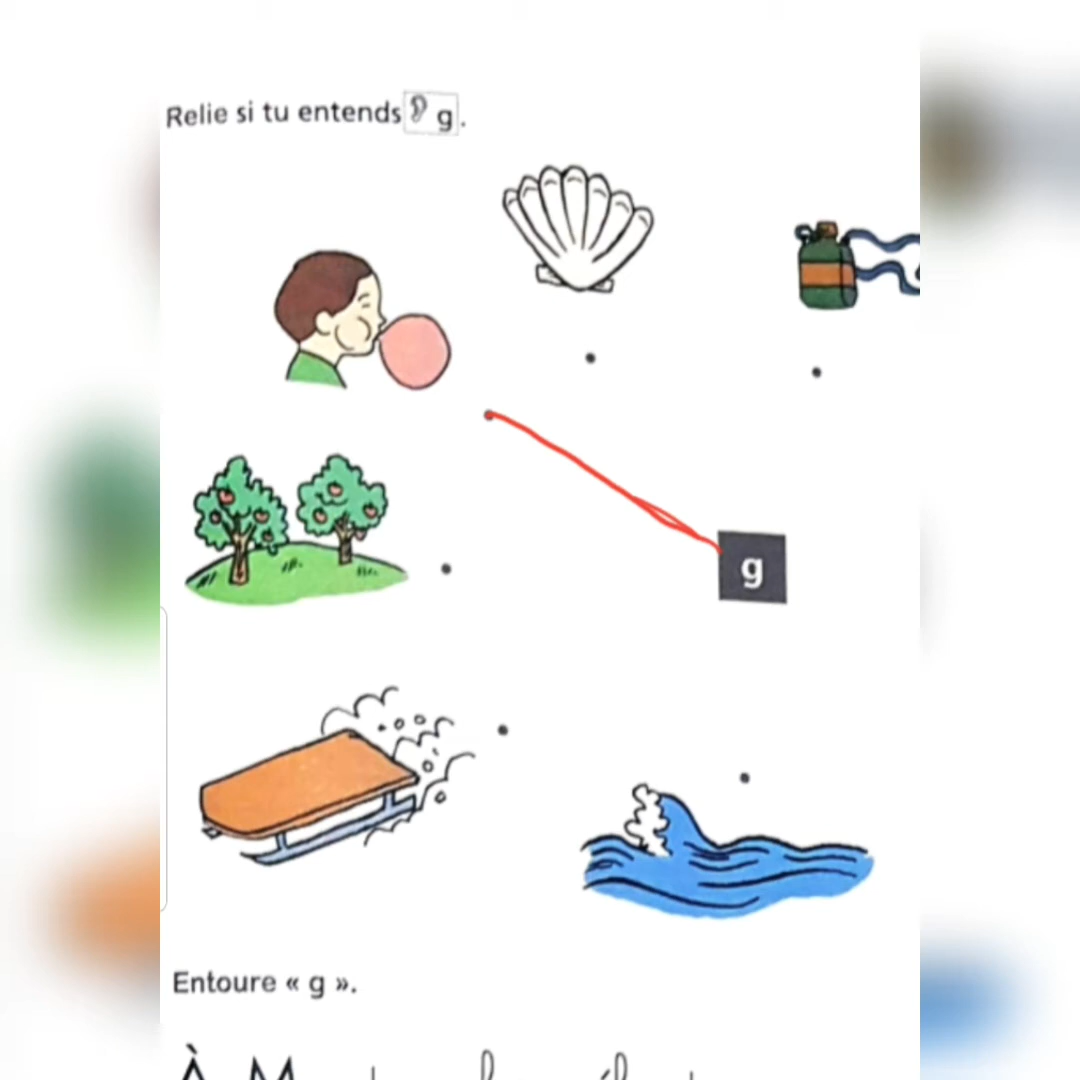 Relie si tu entends g.
g
Entoure « g ».